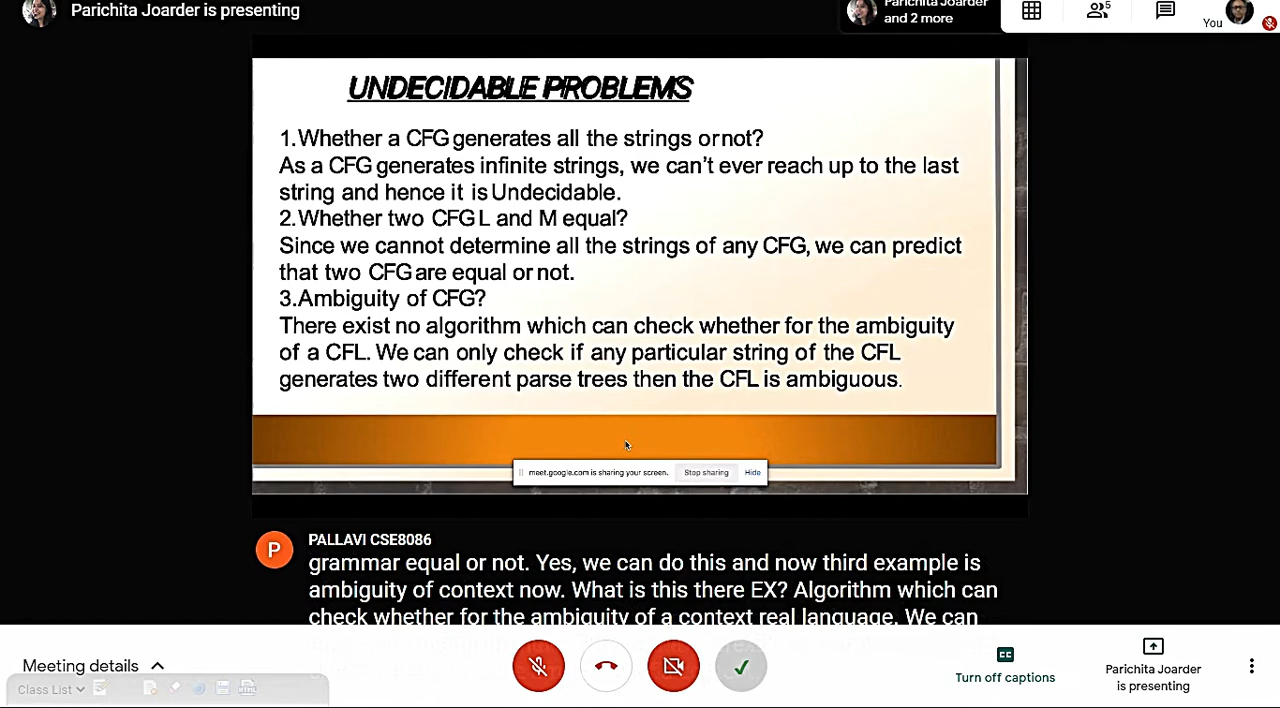 Parichita Joarder is presenting
Parichita Joarder
and 2 more
5
You
UNDECIDABLE PROBLEMS
1.Whether a CFG generates all the strings or not?
As a CFG generates infinite strings, we can't ever reach up to the last
string and hence it is Undecidable.
2.Whether two CFG L and M equal?
Since we cannot determine all the strings of any CFG, we can predict
that two CFG are equal or not.
3.Ambiguity of CFG?
There exist no algorithm which can check whether for the ambiguity
of a CFL. We can only check if any particular string of the CFL
generates two different parse trees then the CFL is ambiguous.
meet.google.com is sharing your screen. Stop sharing Hide
P
PALLAVI CSE8086
grammar equal or not. Yes, we can do this and now third example is
ambiguity of context now. What is this there EX? Algorithm which can
check whether for the ambiguity of a context real language. We can
Meeting details
Class List
HTML
CC
Turn off captions
Parichita Joarder
is presenting